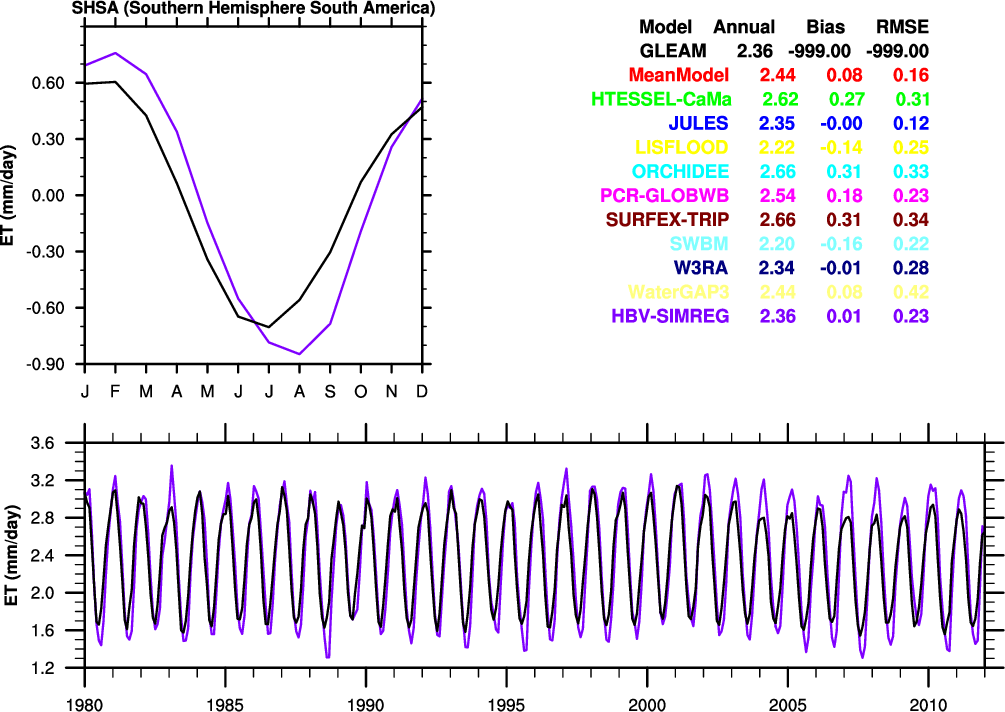 SHSA (Southern Hemisphere South America)
Model Annual Bias RMSE
GLEAM 2.36 -999.00 -999.00
MeanModel 2.44 0.08 0.16
HTESSEL-CaMa 2.62 0.27 0.31
JULES 2.35 -0.00 0.12
LISFLOOD 2.22 -0.14 0.25
ORCHIDEE 2.66 0.31 0.33
PCR-GLOBWB 2.54 0.18 0.23
SURFEX-TRIP 2.66 0.31 0.34
SWBM 2.20 -0.16 0.22
W3RA 2.34 -0.01 0.28
WaterGAP3 2.44 0.08 0.42
HBV-SIMREG 2.36 0.01 0.23
ET (mm/day)
0.60
0.30
0.00
-0.30
-0.60
-0.90
J F M A M J J A S O N D
ET (mm/day)
3.6
3.2
2.8
2.4
2.0
1.6
1.2
1980 1985 1990 1995 2000 2005 2010